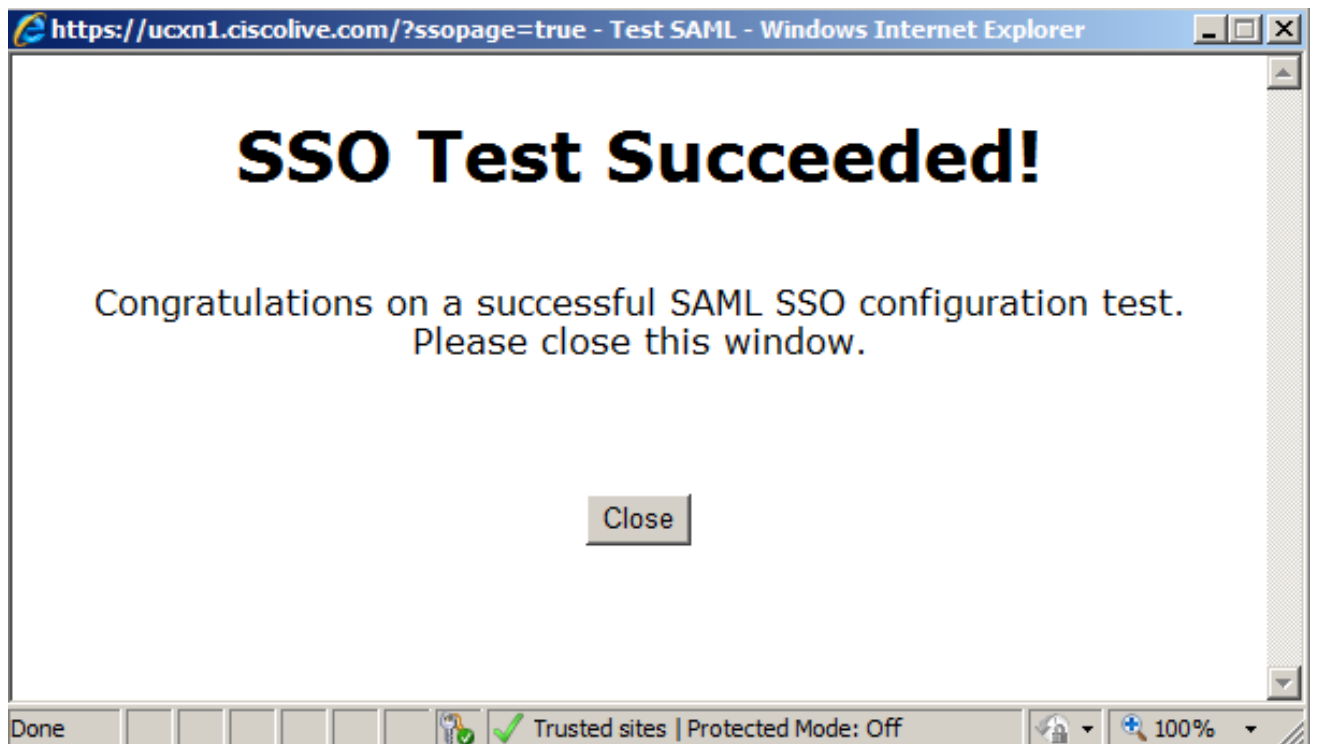 https://ucxn1.ciscolive.com/?ssopage=true - Test SAML - Windows Internet Explorer
SSO Test Succeeded!
Congratulations on a successful SAML SSO configuration test.
Please close this window.
Close
Done
Trusted sites | Protected Mode: Off
100%